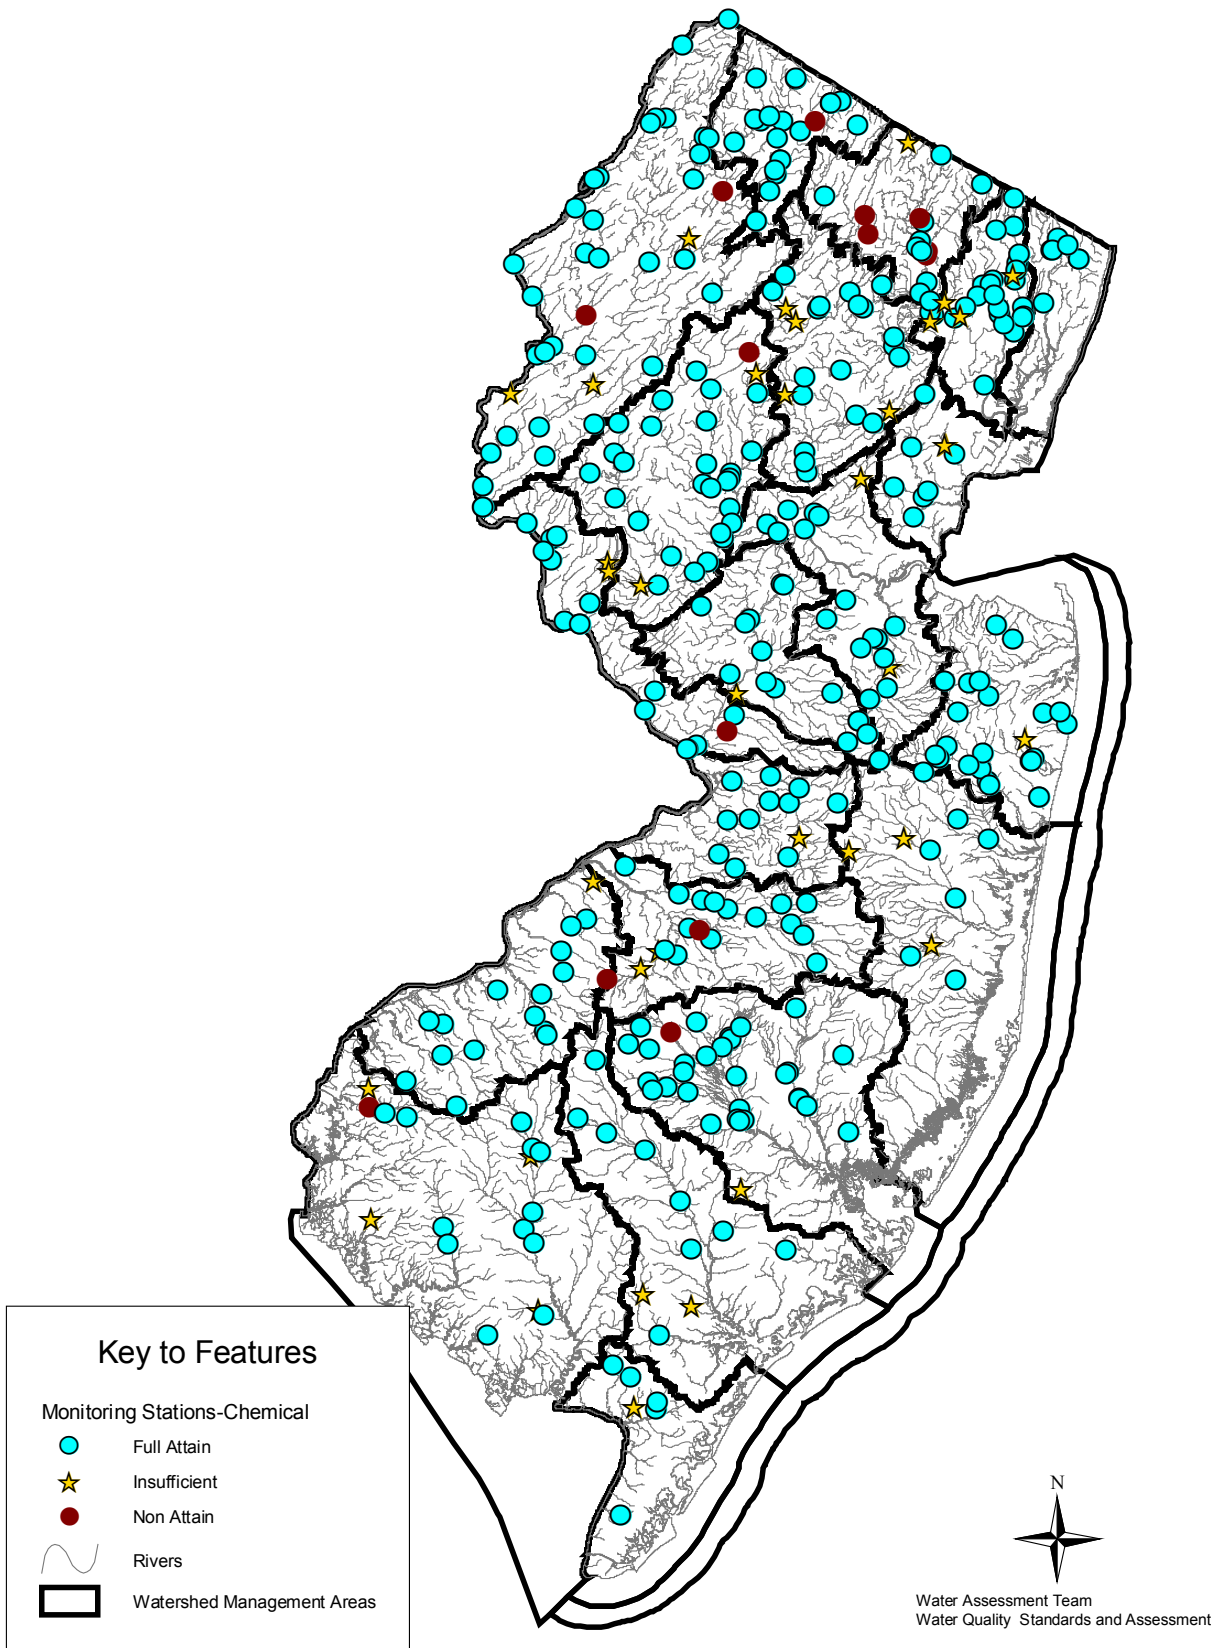 Key to Features
Monitoring Stations-Chemical
Full Attain
Insufficient
Non Attain
Rivers
Watershed Management Areas
N
Water Assessment Team
Water Quality Standards and Assessment